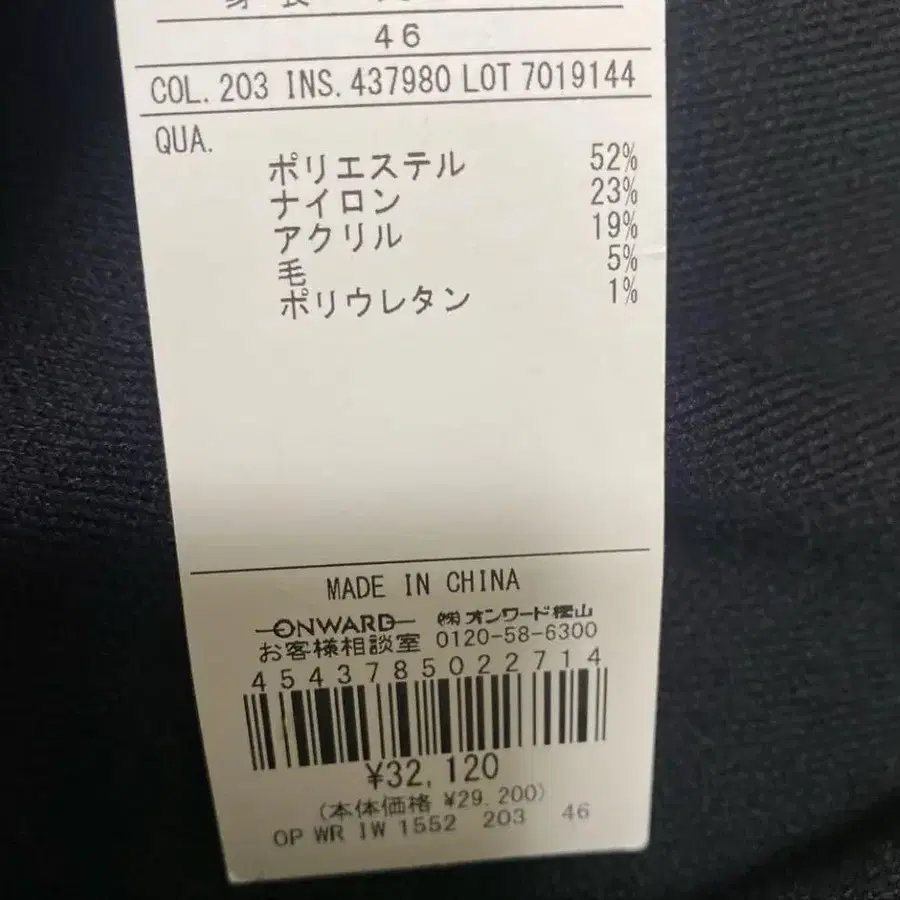 46
COL. 203 INS. 437980 LOT 7019144
QUA.
ポリエステル 52%
ナイロン 23%
アクリル 19%
毛 5%
ポリウレタン 1%
MADE IN CHINA
ONWARD ㈱オンワード樫山
お客様相談室 0120-58-6300
4543785022714
¥32,120
(本体価格 ¥29,200)
OP WR IW 1552 203 46